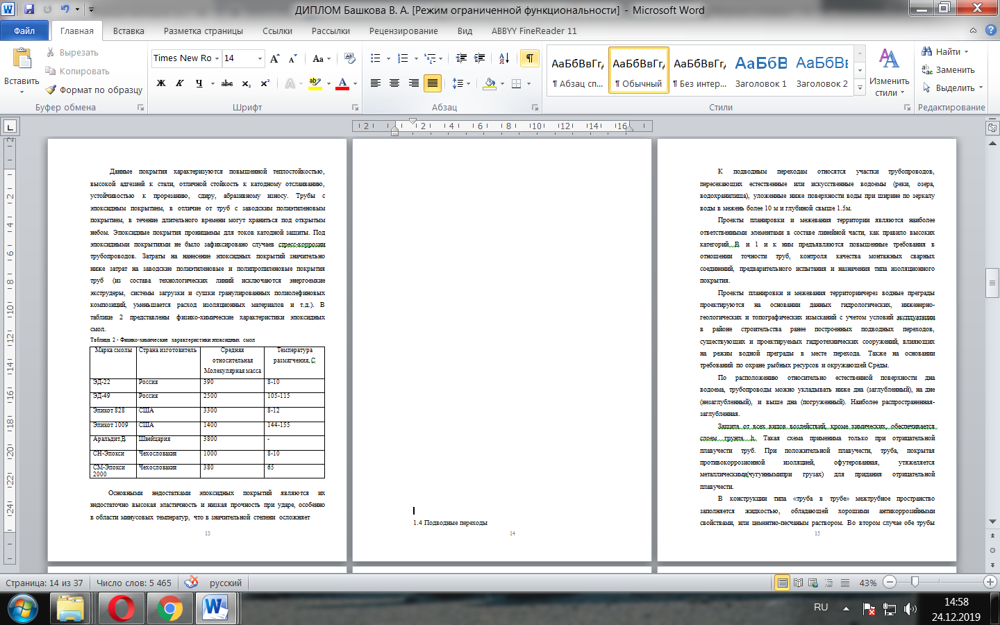 ДИПЛОМ Башкова В. А. [Режим ограниченной функциональности] - Microsoft Word
Файл Главная Вставка Разметка страницы Ссылки Рассылки Рецензирование Вид ABBYY FineReader 11
Вставить
Вырезать
Копировать
Формат по образцу
Буфер обмена
Times New Ro 14
Шрифт
Абзац
АаБбВвГг, АаБбВвГг, АаБбВвГг, АаБбВ АаБбВв
¶ Абзац сп... ¶ Обычный ¶ Без интер... Заголовок 1 Заголовок 2
Изменить стили
Стили
Найти
Заменить
Выделить
Редактирование
2 2 4 6 8 10 12 14 16
Данные покрытия характеризуются повышенной теплостойкостью,
высокой адгезией к стали, отличной стойкость к катодному отслаиванию,
устойчивостью к прорезанию, сдиру, абразивному износу. Трубы с
эпоксидным покрытием, в отличие от труб с заводским полиэтиленовым
покрытием, в течение длительного времени могут храниться под открытым
небом. Эпоксидные покрытия проницаемы для токов катодной защиты. Под
эпоксидными покрытиями не было зафиксировано случаев стресс-коррозии
трубопроводов. Затраты на нанесение эпоксидных покрытий значительно
ниже затрат на заводские полиэтиленовые и полипропиленовые покрытия
труб (из состава технологических линий исключаются энергоемкие
экструдеры, системы загрузки и сушки гранулированных полиолефиновых
композиций, уменьшается расход изоляционных материалов и т.д.). В
таблице 2 представлены физико-химические характеристики эпоксидных
смол.
Таблица 2 - Физико-химические характеристики эпоксидных смол
Марка смолы Страна изготовитель Средняя относительная Молекулярная масса Температура размягчения, С
ЭД-22 Россия 390 8-10
ЭД-49 Россия 2500 105-115
Эпикот 828 США 3300 8-12
Эпикот 1009 США 1400 144-155
Аральдит,В Швейцария 3800 -
СН-Эпокси Чехословакия 1000 8-10
СМ-Эпокси 2000 Чехословакия 380 65
Основными недостатками эпоксидных покрытий являются их
недостаточно высокая эластичность и низкая прочность при ударе, особенно
в области минусовых температур, что в значительной степени осложняет
13
1.4 Подводные переходы
14
К подводным переходам относятся участки трубопроводов,
пересекающих естественные или искусственные водоемы (реки, озера,
водохранилища), уложенные ниже поверхности воды при ширине по зеркалу
воды в межень более 10 м и глубиной свыше 1.5м.
Проекты планировки и межевания территории являются наиболее
ответственными элементами в составе линейной части, как правило высоких
категорий В и 1 и к ним предъявляются повышенные требования в
отношении точности труб, контроля качества монтажных сварных
соединений, предварительного испытания и назначения типа изоляционного
покрытия.
Проекты планировки и межевания территориичерез водные преграды
проектируются на основании данных гидрологических, инженерно-
геологических и топографических изысканий с учетом условий эксплуатации
в районе строительства ранее построенных подводных переходов,
существующих и проектируемых гидротехнических сооружений, влияющих
на режим водной преграды в месте перехода. Также на основании
требований по охране рыбных ресурсов и окружающей Среды.
По расположению относительно естественной поверхности дна
водоема, трубопроводы можно укладывать ниже дна (заглубленный), на дне
(незаглубленный), и выше дна (погруженный). Наиболее распространенная-
заглубленная.
Защита от всех видов воздействий, кроме химических, обеспечивается
слоем грунта h. Такая схема применима только при отрицательной
плавучести труб. При положительной плавучести, труба, покрытая
противокоррозионной изоляцией, офутерованная, утяжеляется
металлическими(чугуннымипри грузах) для придания отрицательной
плавучести.
В конструкции типа «труба в трубе» межтрубное пространство
заполняется жидкостью, обладающей хорошими антикоррозийными
свойствами, или цементно-песчаным раствором. Во втором случае обе трубы
15
Страница: 14 из 37 Число слов: 5 465 русский 43%
RU 14:58
24.12.2019